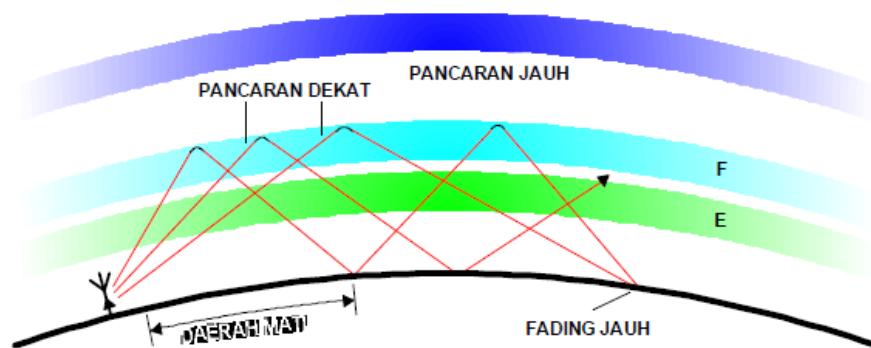 PANCARAN JAUH
PANCARAN DEKAT
F
E
DAERAH MATI
FADING JAUH